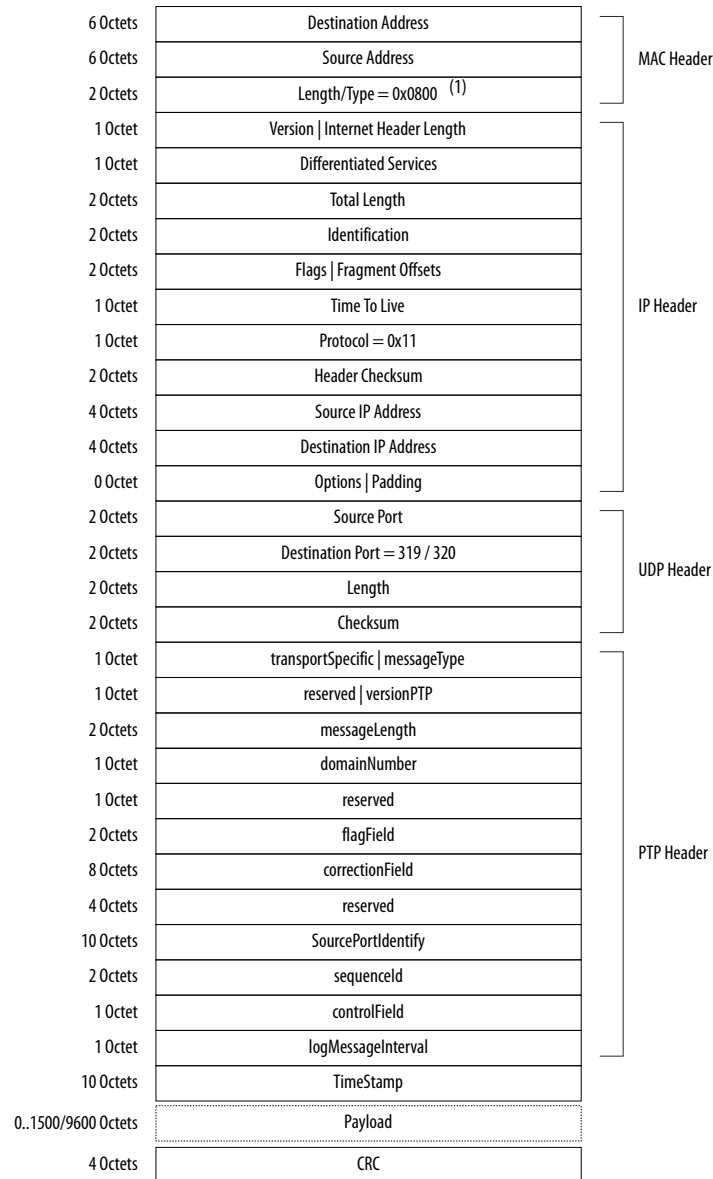 6 Octets Destination Address
6 Octets Source Address MAC Header
2 Octets Length/Type = 0x0800 (1)
1 Octet Version | Internet Header Length
1 Octet Differentiated Services
2 Octets Total Length
2 Octets Identification
2 Octets Flags | Fragment Offsets
1 Octet Time To Live IP Header
1 Octet Protocol = 0x11
2 Octets Header Checksum
4 Octets Source IP Address
4 Octets Destination IP Address
0 Octet Options | Padding
2 Octets Source Port
2 Octets Destination Port = 319 / 320
UDP Header
2 Octets Length
2 Octets Checksum
1 Octet transportSpecific | messageType
1 Octet reserved | versionPTP
2 Octets messageLength
1 Octet domainNumber
1 Octet reserved
2 Octets flagField
PTP Header
8 Octets correctionField
4 Octets reserved
10 Octets SourcePortIdentify
2 Octets sequenceId
1 Octet controlField
1 Octet logMessageInterval
10 Octets TimeStamp
0..1500/9600 Octets Payload
4 Octets CRC